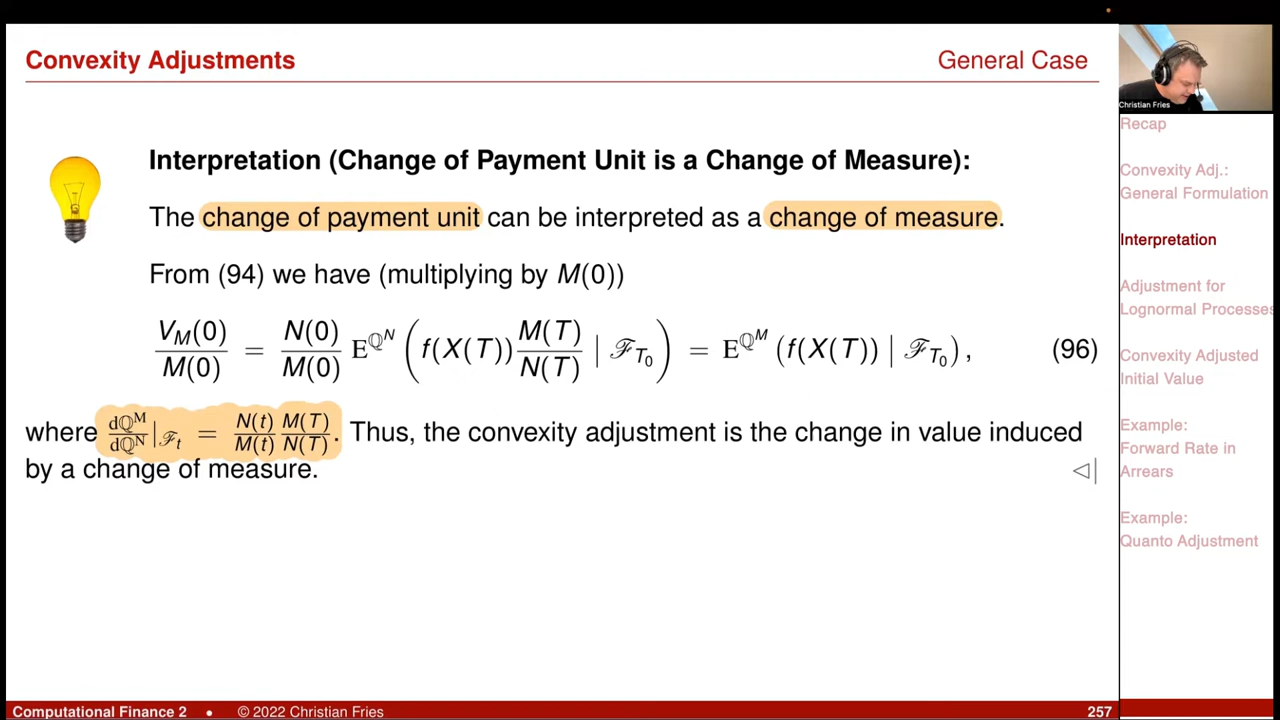 Convexity Adjustments
General Case
Christian Fries
Interpretation (Change of Payment Unit is a Change of Measure):
The change of payment unit can be interpreted as a change of measure.
From (94) we have (multiplying by M(0))
V_M(0)/M(0) = N(0)/M(0) E^{ℚ^N} ( f(X(T)) M(T)/N(T) | ℱ_{T_0} ) = E^{ℚ^M} (f(X(T)) | ℱ_{T_0}), (96)
where dℚ^M/dℚ^N |_{ℱ_t} = N(t)/M(t) M(T)/N(T). Thus, the convexity adjustment is the change in value induced
by a change of measure. ◁|
Recap
Convexity Adj.:
General Formulation
Interpretation
Adjustment for
Lognormal Processes
Convexity Adjusted
Initial Value
Example:
Forward Rate in
Arrears
Example:
Quanto Adjustment
Computational Finance 2 • © 2022 Christian Fries 257